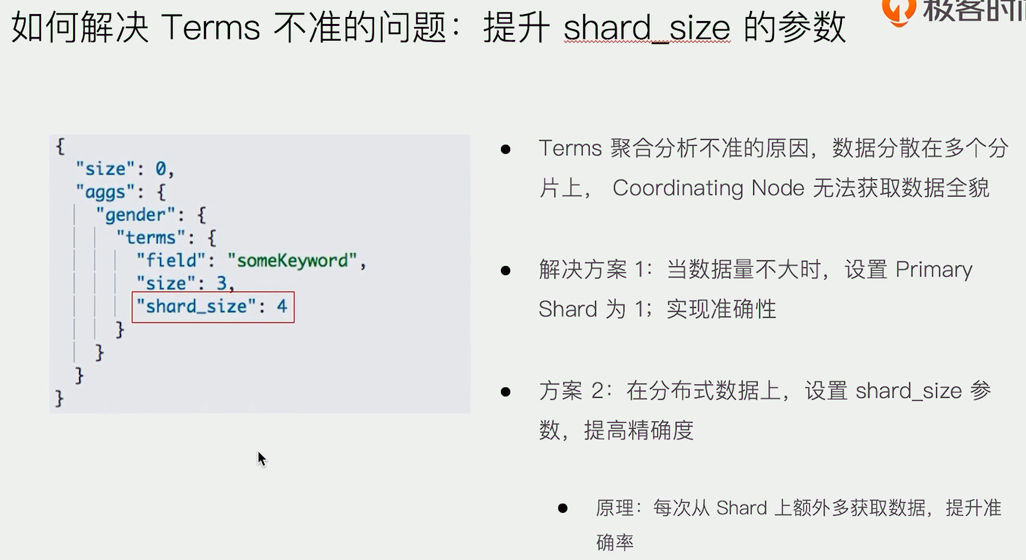 如何解决 Terms 不准的问题：提升 shard_size 的参数
极客时间
{
"size": 0,
"aggs": {
"gender": {
"terms": {
"field": "someKeyword",
"size": 3,
"shard_size": 4
}
}
}
}
● Terms 聚合分析不准的原因，数据分散在多个分
片上， Coordinating Node 无法获取数据全貌
● 解决方案 1：当数据量不大时，设置 Primary
Shard 为 1；实现准确性
● 方案 2：在分布式数据上，设置 shard_size 参
数，提高精确度
● 原理：每次从 Shard 上额外多获取数据，提升准
确率